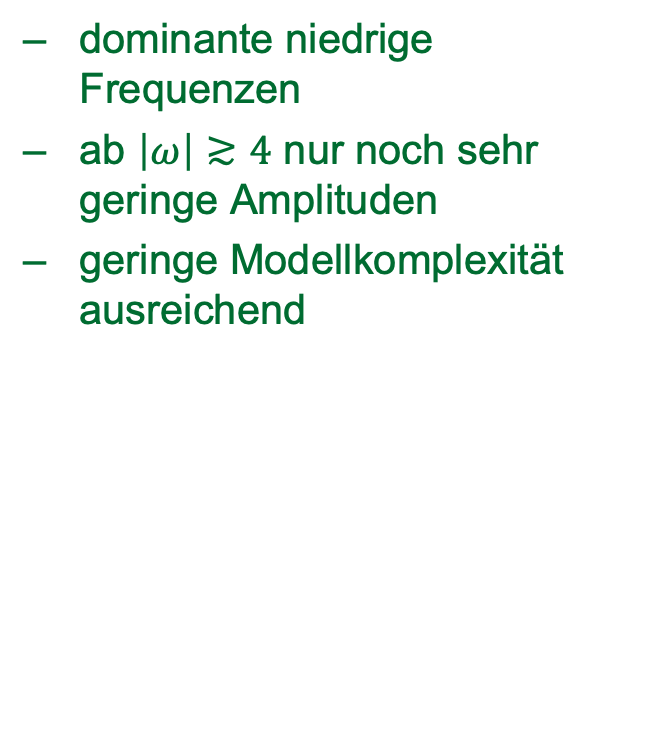 – dominante niedrige
Frequenzen
– ab |ω| ≳ 4 nur noch sehr
geringe Amplituden
– geringe Modellkomplexität
ausreichend